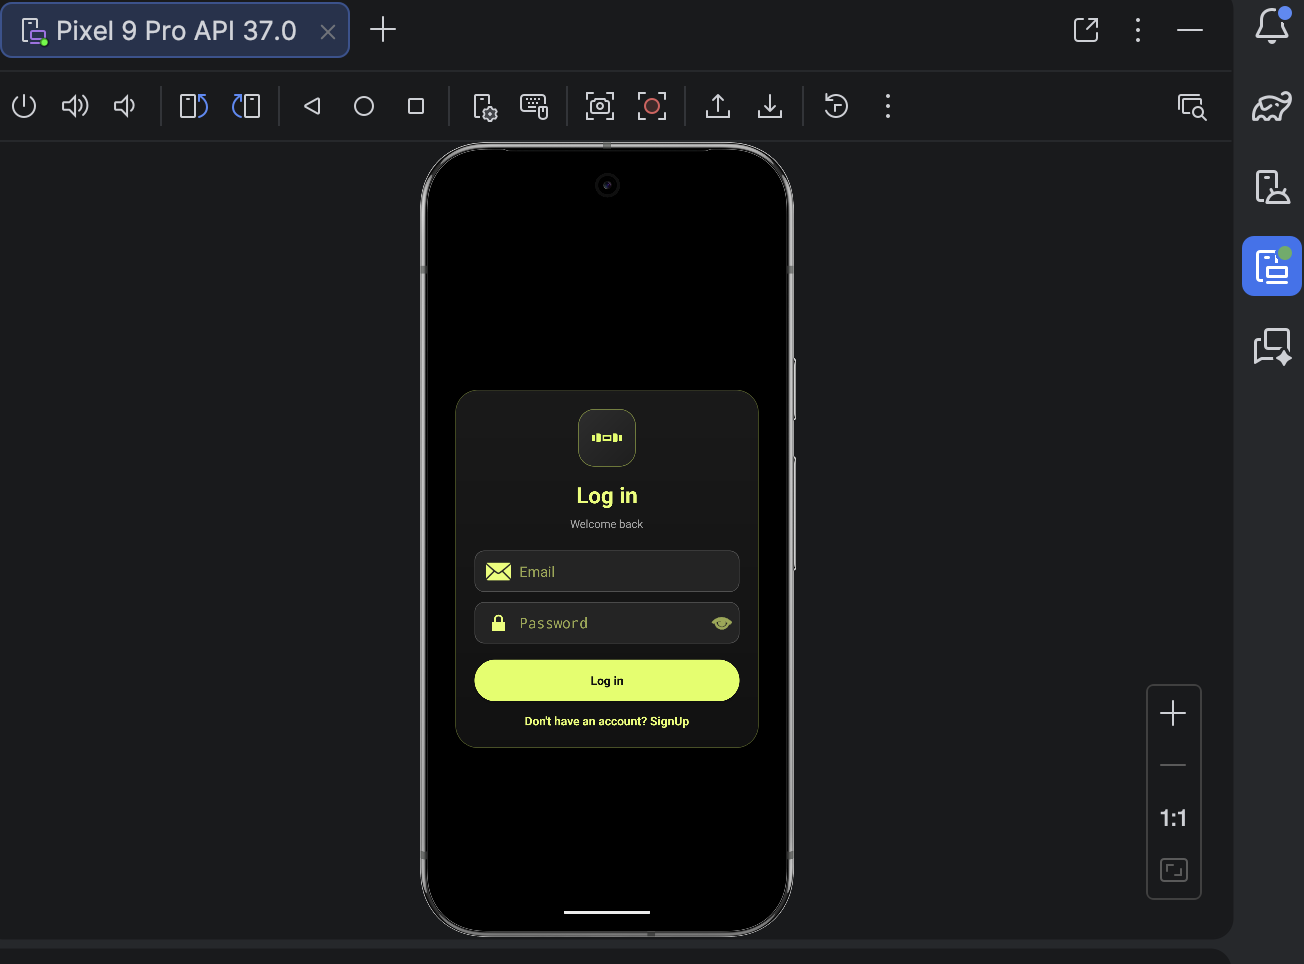 Pixel 9 Pro API 37.0
Log in
Welcome back
Email
Password
Log in
Don't have an account? SignUp
1:1